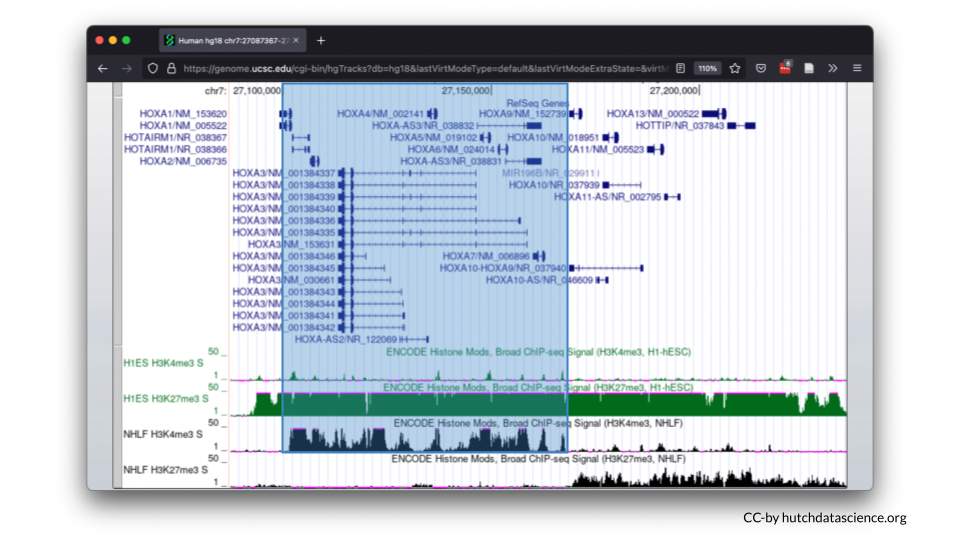 Human hg18 chr7:27087367-27
https://genome.ucsc.edu/cgi-bin/hgTracks?db=hg18&lastVirtModeType=default&lastVirtModeExtraState=&virtM
110%
chr7: 27,100,000 27,150,000 27,200,000
RefSeq Genes
HOXA1/NM_153620 HOXA4/NM_002141 HOXA9/NM_152739 HOXA13/NM_000522
HOXA1/NM_005522 HOXA-AS3/NR_038832 HOTTIP/NR_037843
HOTAIRM1/NR_038367 HOXA5/NM_019102 HOXA10/NM_018951
HOTAIRM1/NR_038366 HOXA6/NM_024014 HOXA11/NM_005523
HOXA2/NM_006735 HOXA-AS3/NR_038831
HOXA3/NM_001384337 MIR196B/NR_029911
HOXA3/NM_001384338 HOXA10/NR_037939
HOXA3/NM_001384339 HOXA11-AS/NR_002795
HOXA3/NM_001384340
HOXA3/NM_001384336
HOXA3/NM_001384335
HOXA3/NM_153631
HOXA3/NM_001384346 HOXA7/NM_006896
HOXA3/NM_001384345 HOXA10-HOXA9/NR_037940
HOXA3/NM_030661 HOXA10-AS/NR_046609
HOXA3/NM_001384343
HOXA3/NM_001384344
HOXA3/NM_001384341
HOXA3/NM_001384342
HOXA-AS2/NR_122069
50 ENCODE Histone Mods, Broad ChIP-seq Signal (H3K4me3, H1-hESC)
H1ES H3K4me3 S
1
50 ENCODE Histone Mods, Broad ChIP-seq Signal (H3K27me3, H1-hESC)
H1ES H3K27me3 S
1
50 ENCODE Histone Mods, Broad ChIP-seq Signal (H3K4me3, NHLF)
NHLF H3K4me3 S
1
50 ENCODE Histone Mods, Broad ChIP-seq Signal (H3K27me3, NHLF)
NHLF H3K27me3 S
1
CC-by hutchdatascience.org